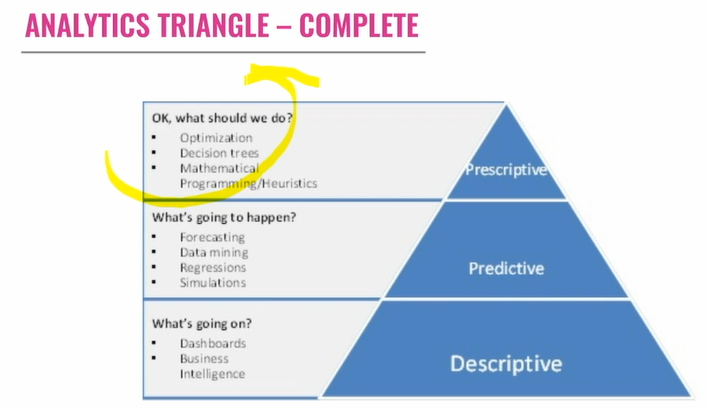 ANALYTICS TRIANGLE – COMPLETE
OK, what should we do?
▪ Optimization
▪ Decision trees
▪ Mathematical
Programming/Heuristics
Prescriptive
What's going to happen?
▪ Forecasting
▪ Data mining
▪ Regressions
▪ Simulations
Predictive
What's going on?
▪ Dashboards
▪ Business
Intelligence
Descriptive